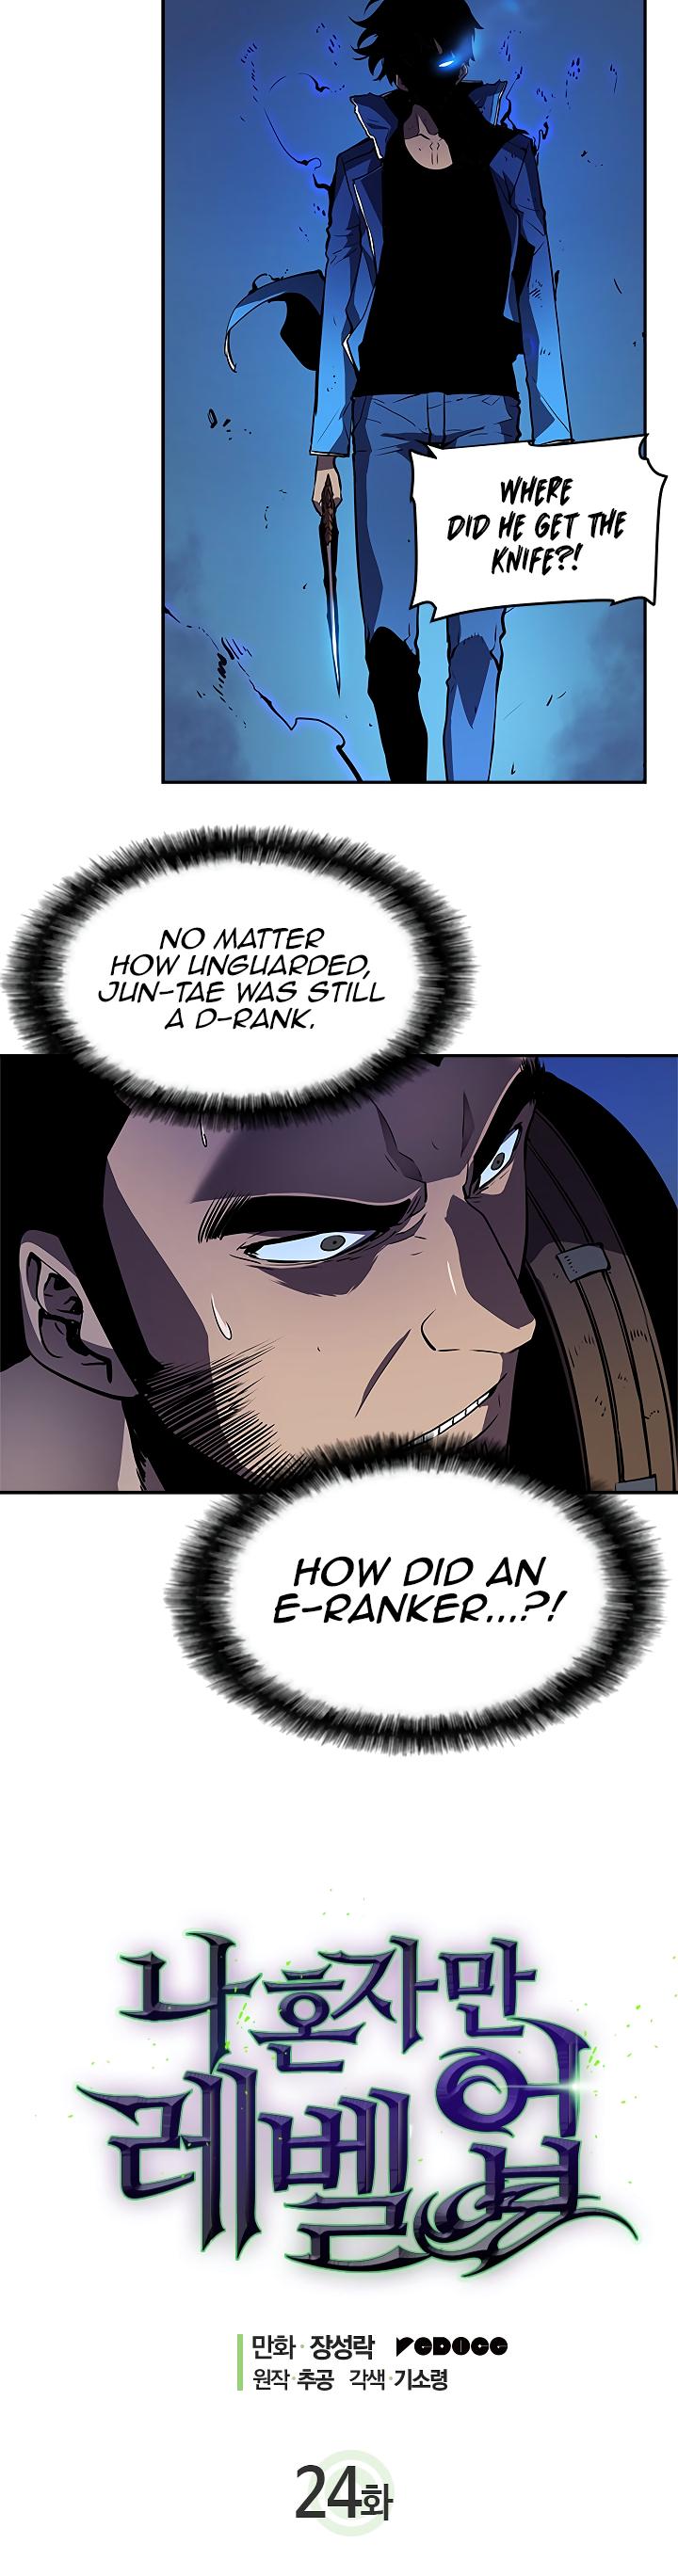 WHERE
DID HE GET THE
KNIFE?!
NO MATTER
HOW UNGUARDED,
JUN-TAE WAS STILL
A D-RANK.
HOW DID AN
E-RANKER...?!
나 혼자만
레벨업
만화·장성락 REDICE
원작·추공 각색·기소령
24화